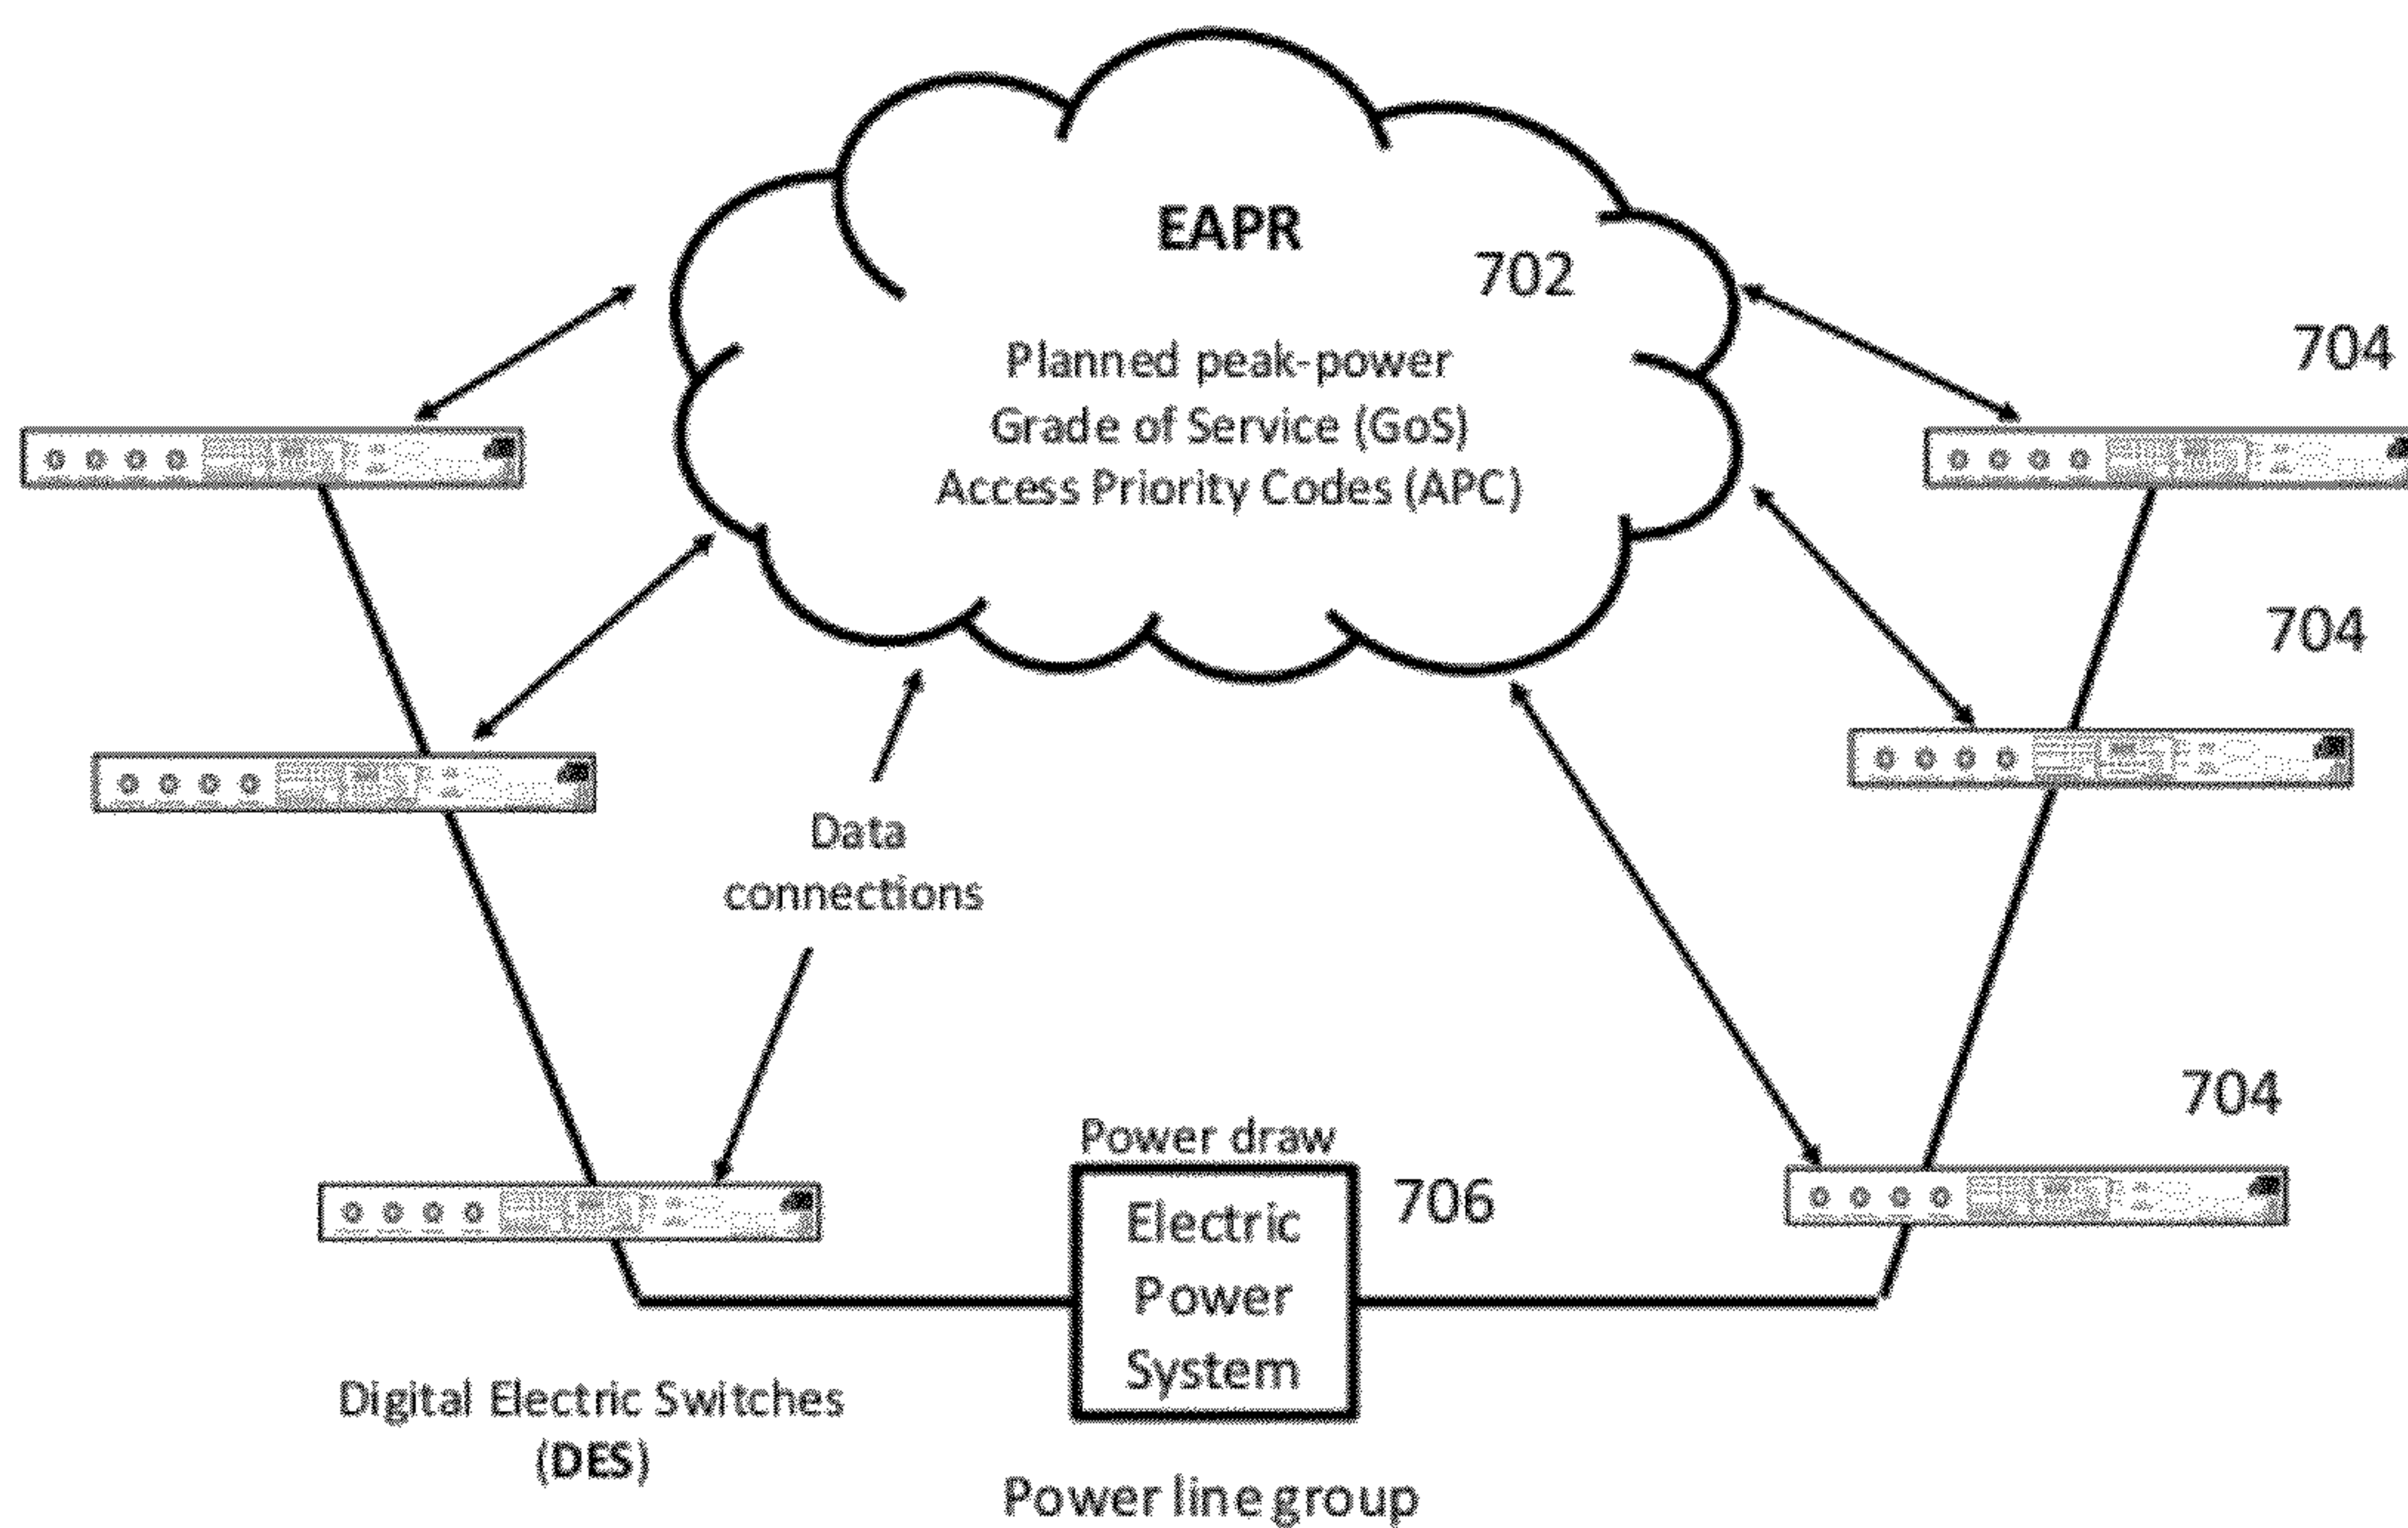 EAPR
702
Planned peak-power
Grade of Service (GoS)
Access Priority Codes (APC)
704
704
Data
connections
704
Power draw
706
Electric
Power
System
Digital Electric Switches
(DES)
Power line group